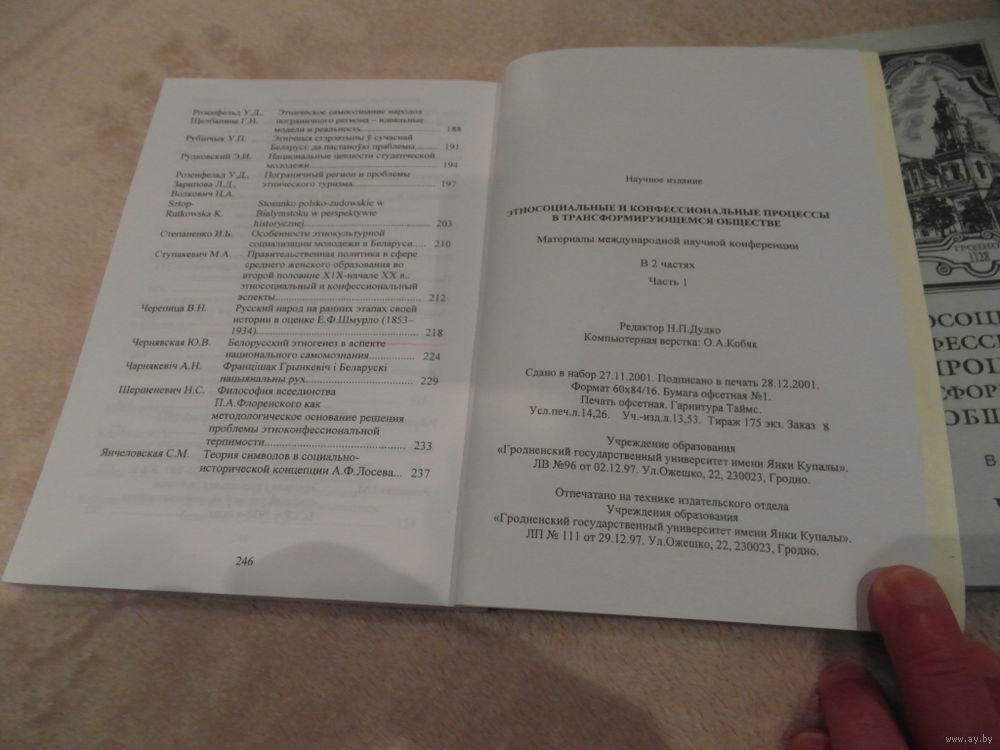 Розенфельд У.Д., Этническое самосознание народов
Щелбанина Г.Н. пограничного региона – идеальные
модели и реальность... 188
Рубінчык У.П. Этнічныя стэрэатыпы ў сучаснай
Беларусі: да пастаноўкі праблемы... 191
Рудковский Э.И. Национальные ценности студенческой
молодежи... 194
Розенфельд У.Д., Пограничный регион и проблемы
Зарипова Л.Д., этнического туризма... 197
Волкович Н.А.
Sztop- Stosunko polsko-zudowskie w
Rutkowska K. Bialymstoku w perspektywie
historycznej... 203
Степаненко И.Б. Особенности этнокультурной
социализации молодежи в Беларуси..... 210
Ступакевич М.А. Правительственная политика в сфере
среднего женского образования во
второй половине Х1Х-начале ХХ в.:
этносоциальный и конфессиональный
аспекты... 212
Черепица В.Н. Русский народ на ранних этапах своей
истории в оценке Е.Ф.Шмурло (1853–
1934)... 218
Чернявская Ю.В. Белорусский этногенез в аспекте
национального самомознания... 224
Чарнякевіч А.Н. Францішак Грынкевіч і Беларускі
нацыянальны рух... 229
Шершеневич Н.С. Философия всеединства
П.А.Флоренского как
методологическое основание решения
проблемы этноконфессиональной
терпимости... 233
Янчеловская С.М. Теория символов в социально-
исторической концепции А.Ф.Лосева... 237
246
Научное издание
ЭТНОСОЦИАЛЬНЫЕ И КОНФЕССИОНАЛЬНЫЕ ПРОЦЕССЫ
В ТРАНСФОРМИРУЮЩЕМСЯ ОБЩЕСТВЕ
Материалы международной научной конференции
В 2 частях
Часть 1
Редактор Н.П.Дудко
Компьютерная верстка: О.А.Кобяк
Сдано в набор 27.11.2001. Подписано в печать 28.12.2001.
Формат 60x84/16. Бумага офсетная №1.
Печать офсетная. Гарнитура Таймс.
Усл.печ.л.14,26. Уч.-изд.л.13,53. Тираж 175 экз. Заказ 8
Учреждение образования
«Гродненский государственный университет имени Янки Купалы».
ЛВ №96 от 02.12.97. Ул.Ожешко, 22, 230023, Гродно.
Отпечатано на технике издательского отдела
Учреждения образования
«Гродненский государственный университет имени Янки Купалы».
ЛП № 111 от 29.12.97. Ул.Ожешко, 22, 230023, Гродно.
1128
www.ay.by